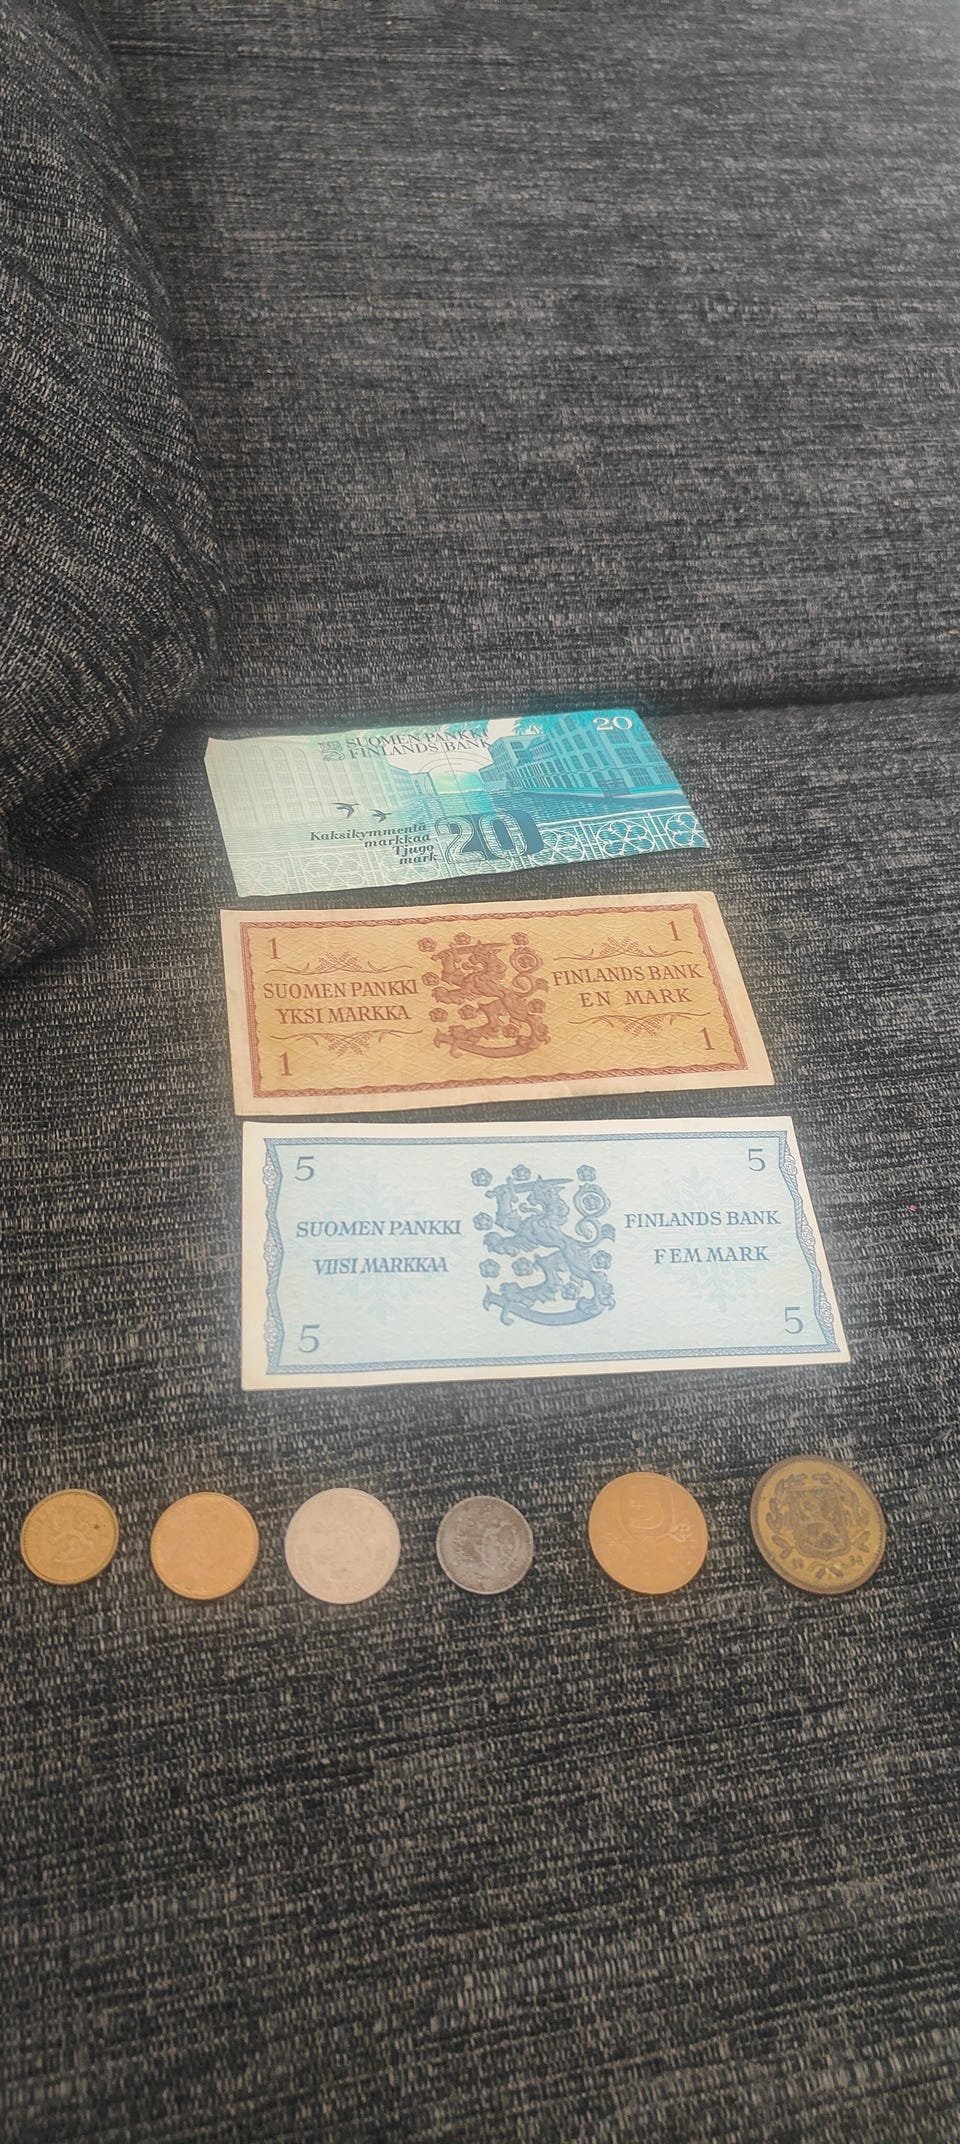 20
SUOMEN PANKKI
FINLANDS BANK
Kaksikymmentä
markkaa
Tjugo
mark
20
1
1
SUOMEN PANKKI
FINLANDS BANK
YKSI MARKKA
EN MARK
1
1
5
5
SUOMEN PANKKI
FINLANDS BANK
VIISI MARKKAA
FEM MARK
5
5
5